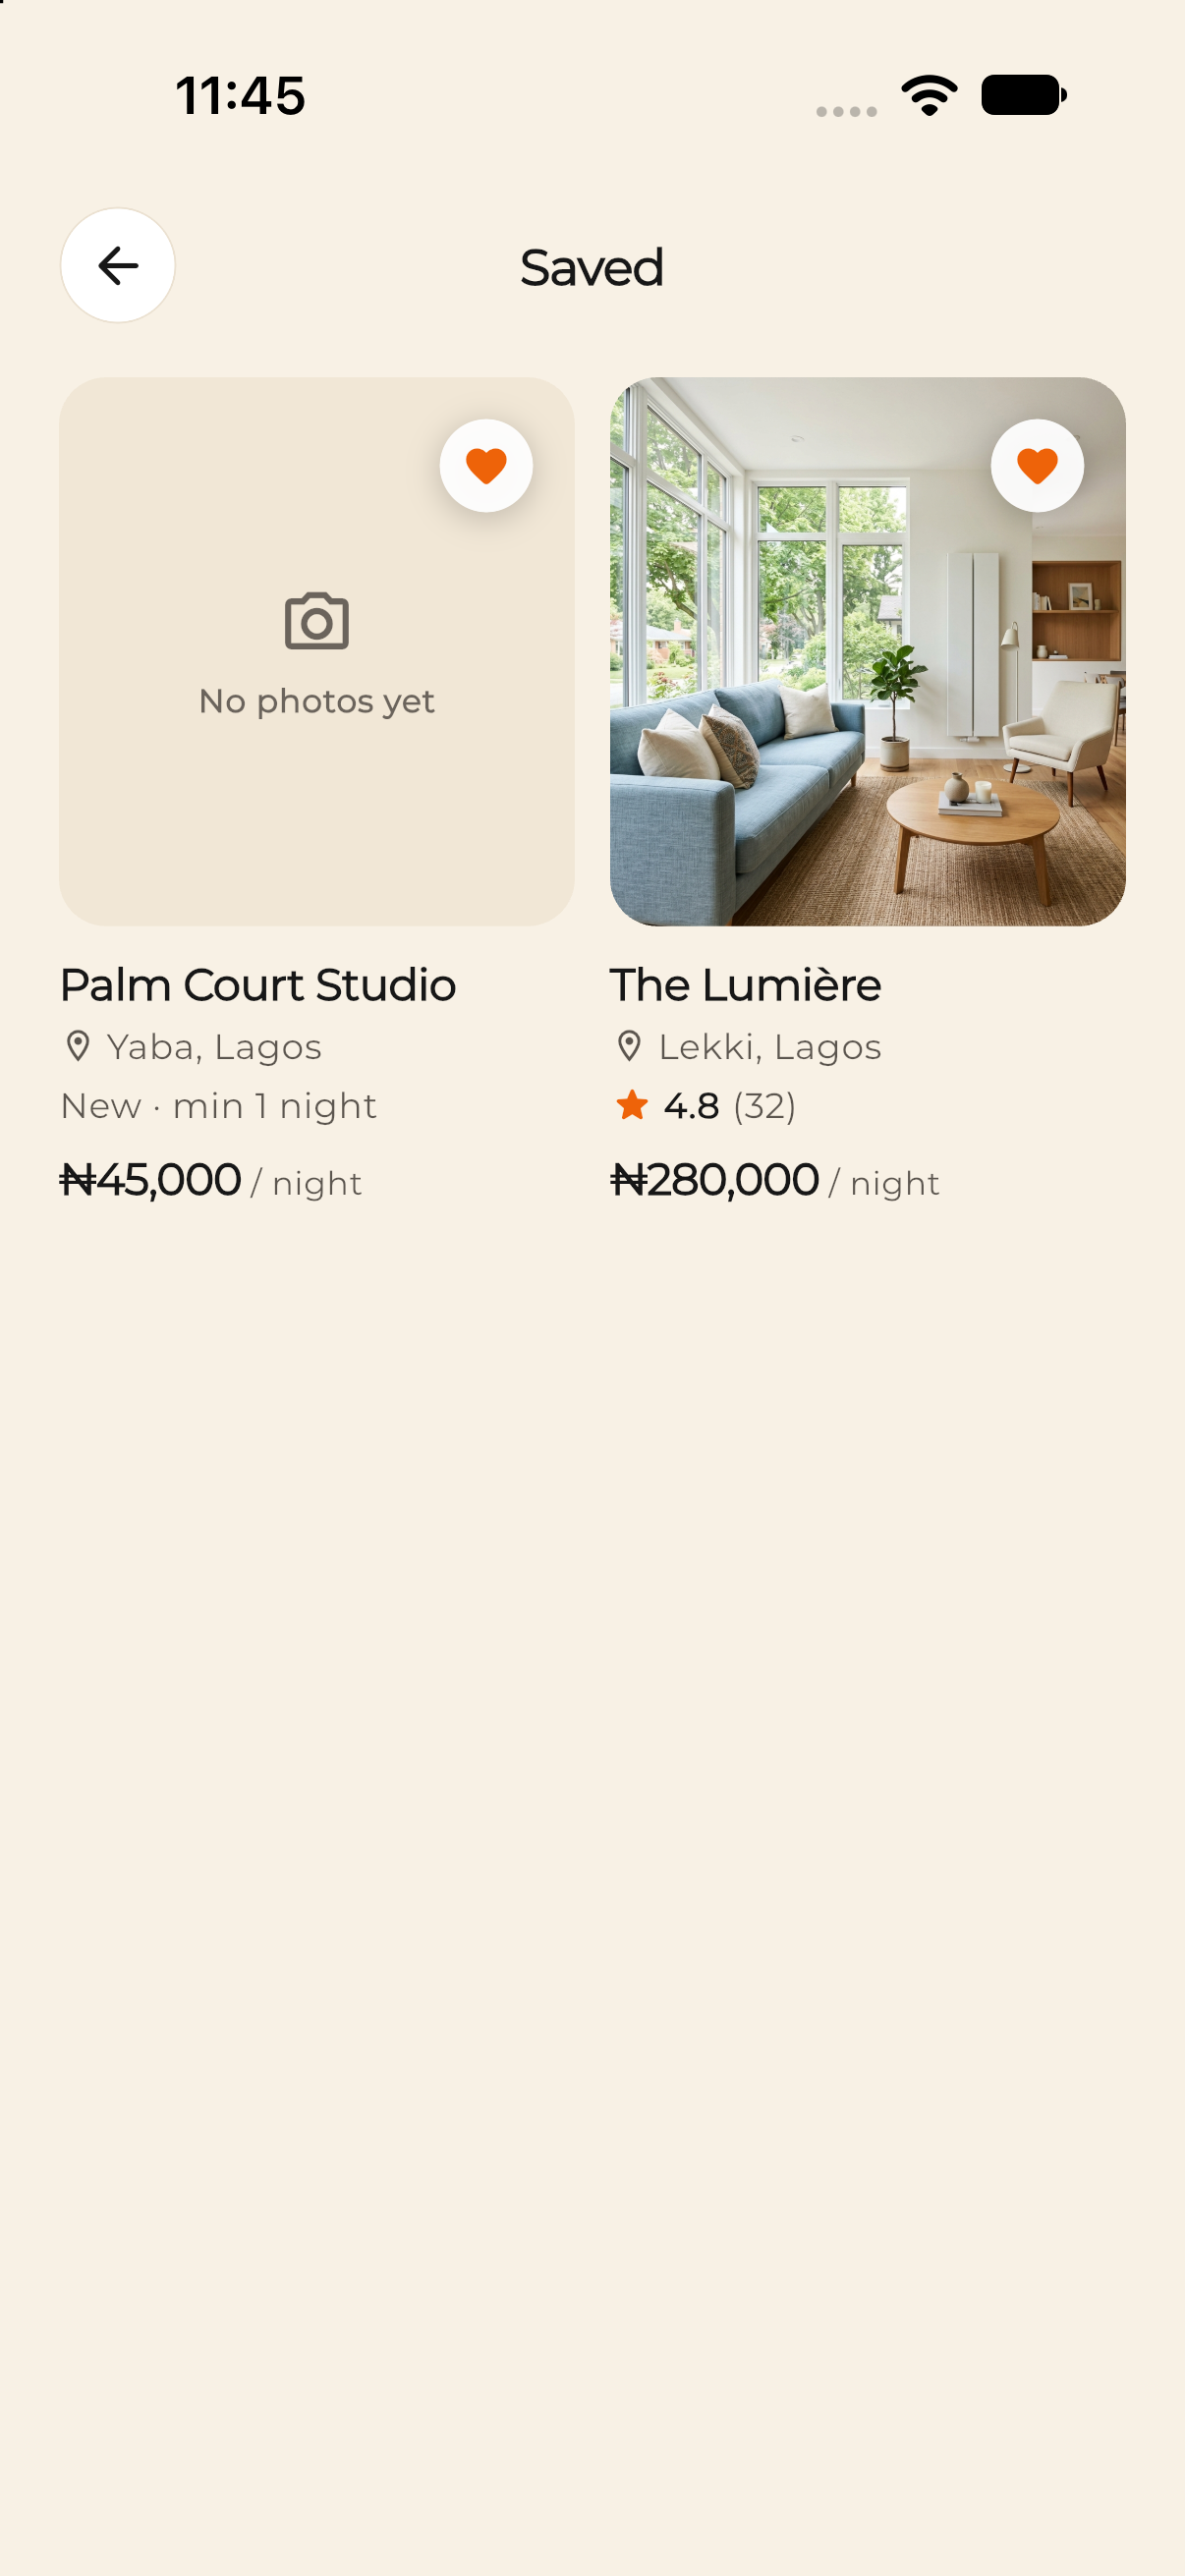 11:45
Saved
No photos yet
Palm Court Studio
Yaba, Lagos
New · min 1 night
₦45,000 / night
The Lumière
Lekki, Lagos
4.8 (32)
₦280,000 / night